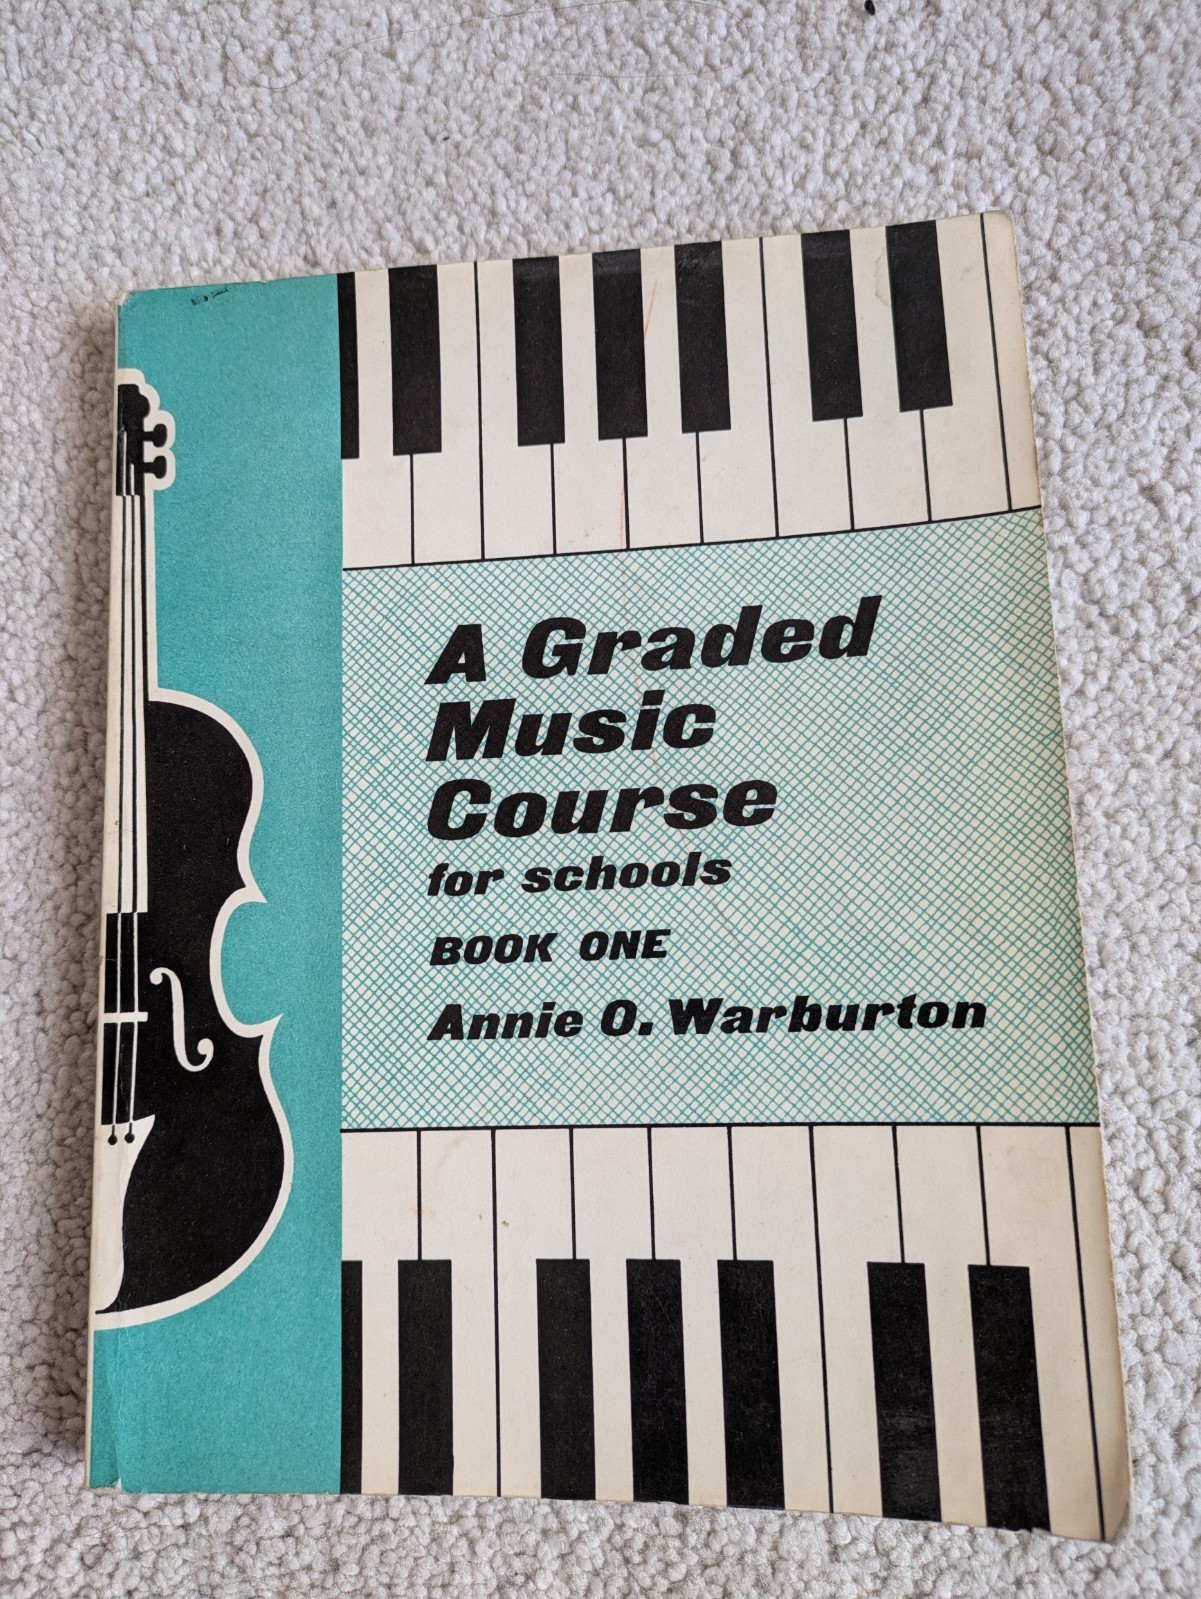 A Graded
Music
Course
for schools
BOOK ONE
Annie O. Warburton